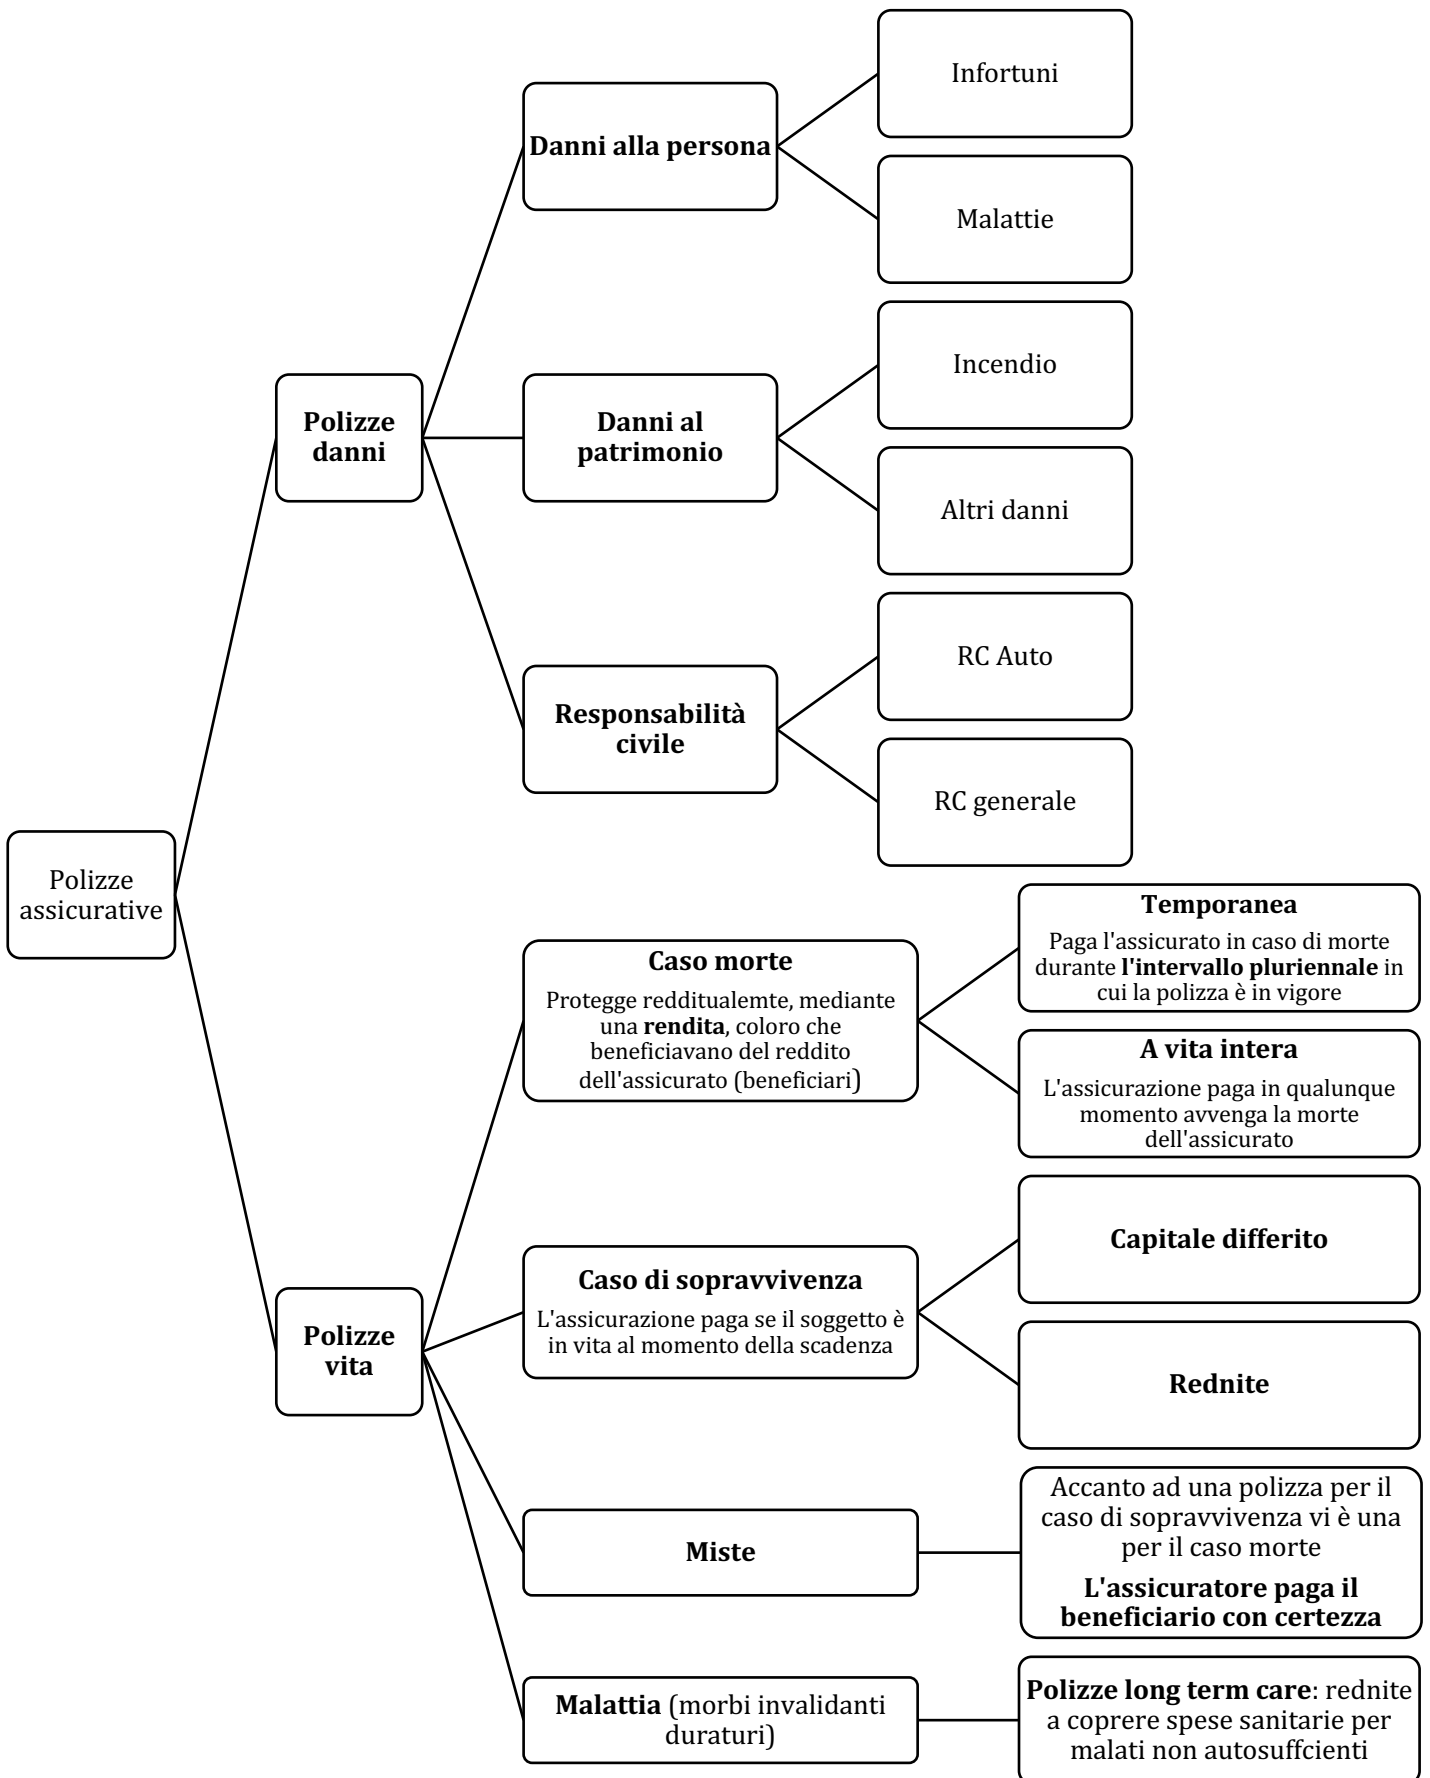 Polizze
assicurative
Polizze
danni
Danni alla persona
Infortuni
Malattie
Danni al
patrimonio
Incendio
Altri danni
Responsabilità
civile
RC Auto
RC generale
Polizze
vita
Caso morte
Protegge redditualemte, mediante
una rendita, coloro che
beneficiavano del reddito
dell'assicurato (beneficiari)
Temporanea
Paga l'assicurato in caso di morte
durante l'intervallo pluriennale in
cui la polizza è in vigore
A vita intera
L'assicurazione paga in qualunque
momento avvenga la morte
dell'assicurato
Caso di sopravvivenza
L'assicurazione paga se il soggetto è
in vita al momento della scadenza
Capitale differito
Rednite
Miste
Accanto ad una polizza per il
caso di sopravvivenza vi è una
per il caso morte
L'assicuratore paga il
beneficiario con certezza
Malattia (morbi invalidanti
duraturi)
Polizze long term care: rednite
a coprere spese sanitarie per
malati non autosuffcienti